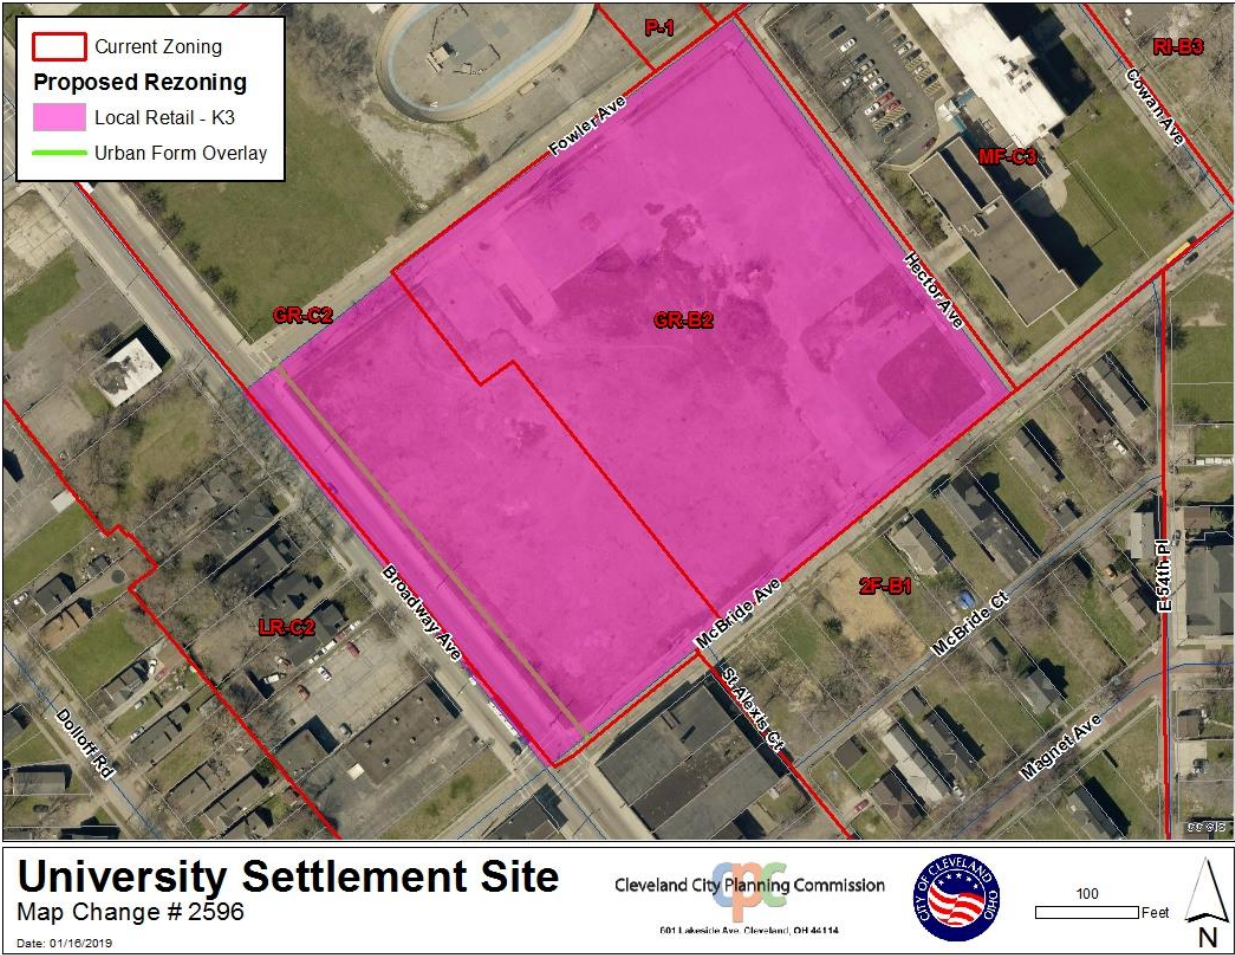 Current Zoning
Proposed Rezoning
Local Retail - K3
Urban Form Overlay
P-1
RI-B3
Cowan Ave
Fowler Ave
MF-C3
Hector Ave
GR-C2
GR-B2
E 54th Pl
2F-B1
McBride Ave
McBride Ct
Broadway Ave
LR-C2
St Alexis Ct
Dolloff Rd
Magnet Ave
University Settlement Site
Map Change # 2596
Date: 01/16/2019
cpc
Cleveland City Planning Commission
601 Lakeside Ave. Cleveland, OH 44114
CITY OF CLEVELAND OHIO
100
Feet
N